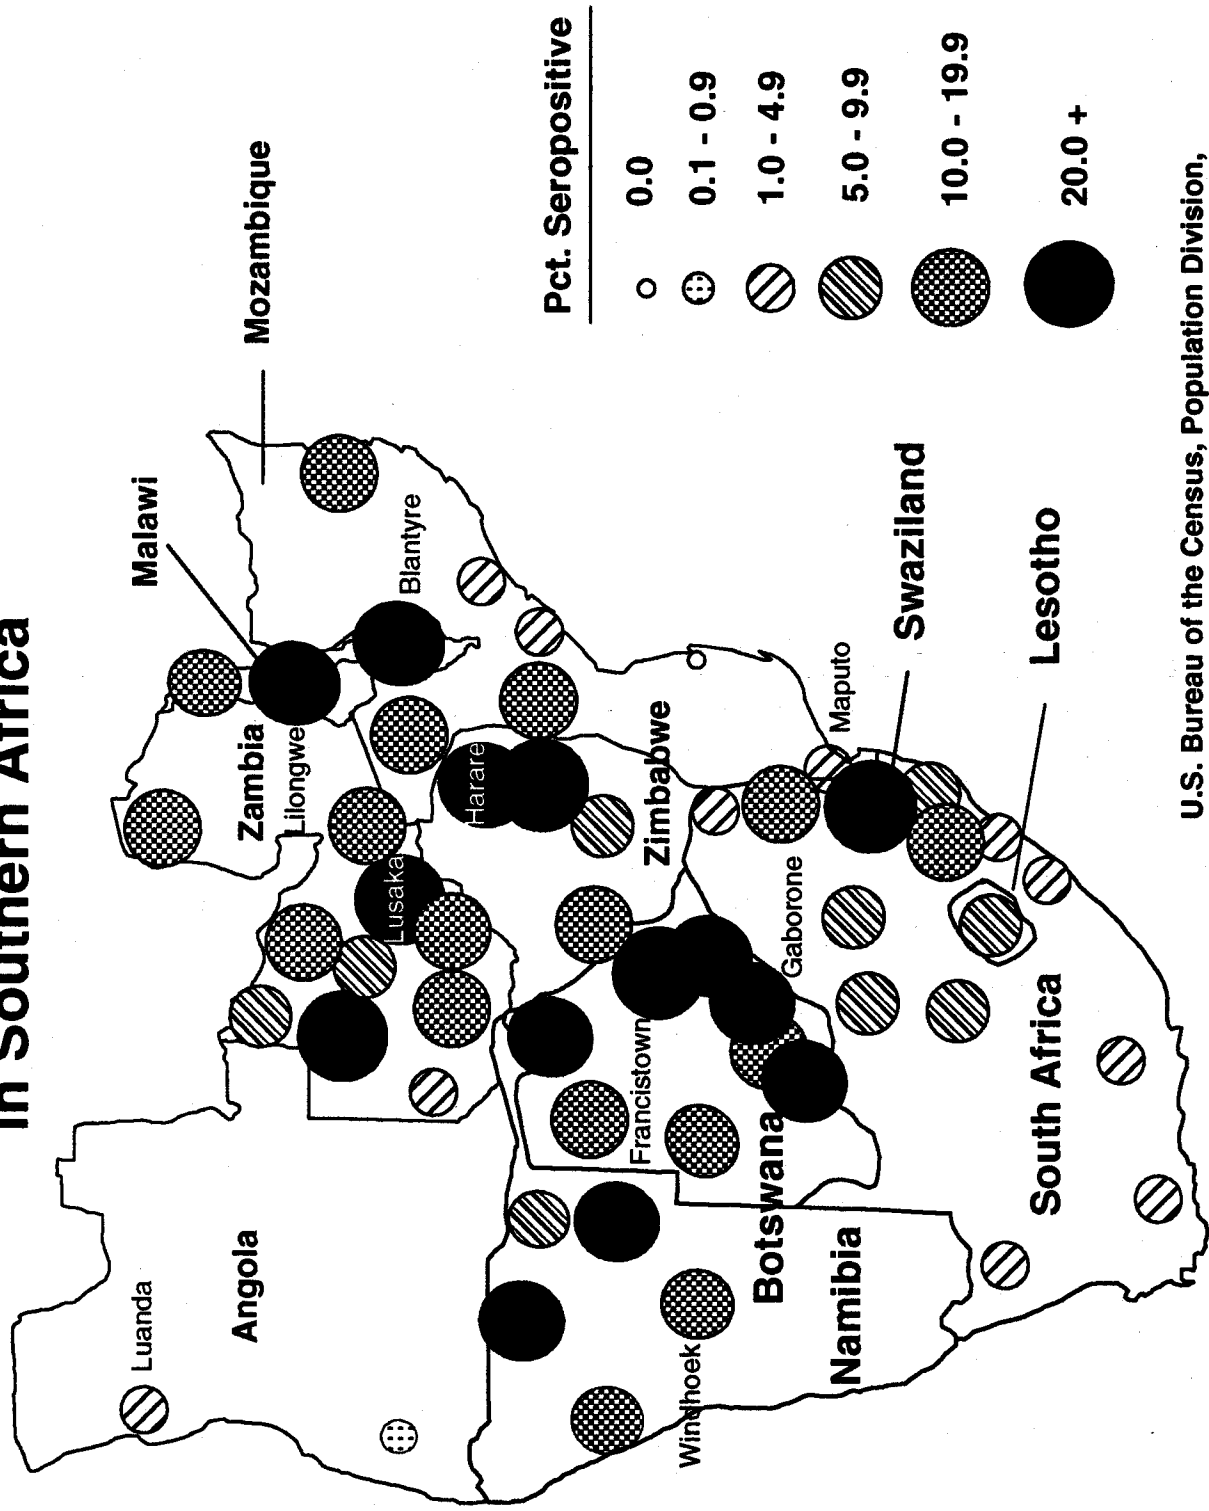 In Southern Africa
Mozambique
Malawi
Blantyre
Zambia
Lilongwe
Harare
Lusaka
Zimbabwe
Maputo
Swaziland
Lesotho
Gaborone
Francistown
Botswana
South Africa
Namibia
Windhoek
Angola
Luanda
Pct. Seropositive
0.0
0.1 - 0.9
1.0 - 4.9
5.0 - 9.9
10.0 - 19.9
20.0 +
U.S. Bureau of the Census, Population Division,